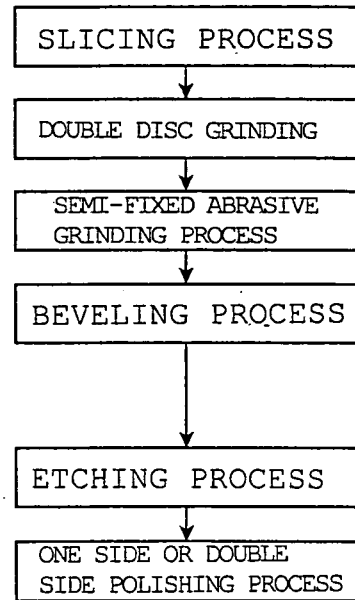 SLICING PROCESS
DOUBLE DISC GRINDING
SEMI-FIXED ABRASIVE
GRINDING PROCESS
BEVELING PROCESS
ETCHING PROCESS
ONE SIDE OR DOUBLE
SIDE POLISHING PROCESS